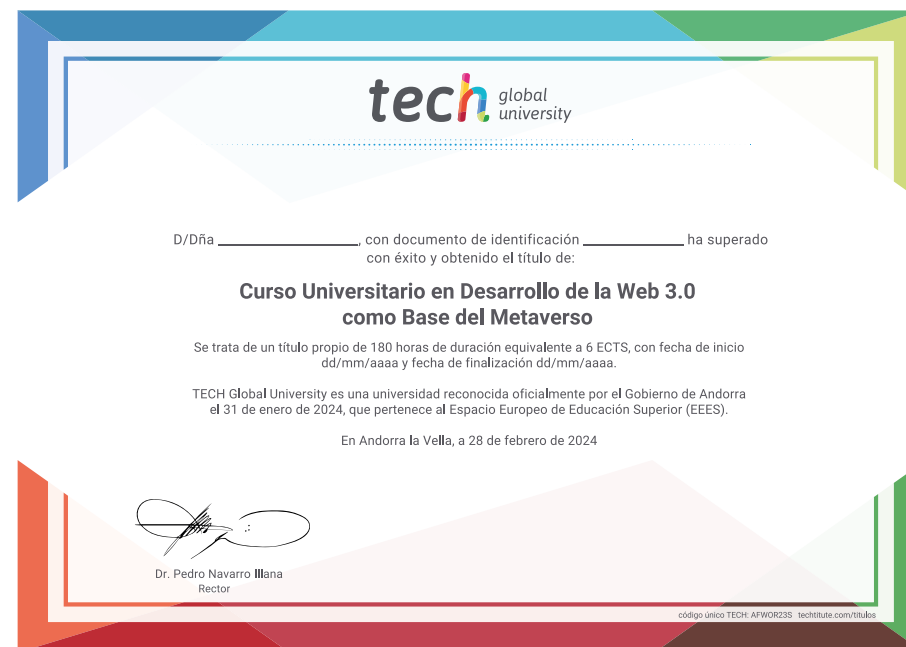 tech global
university
D/Dña ____________________, con documento de identificación ______________ ha superado
con éxito y obtenido el título de:
Curso Universitario en Desarrollo de la Web 3.0
como Base del Metaverso
Se trata de un título propio de 180 horas de duración equivalente a 6 ECTS, con fecha de inicio
dd/mm/aaaa y fecha de finalización dd/mm/aaaa.
TECH Global University es una universidad reconocida oficialmente por el Gobierno de Andorra
el 31 de enero de 2024, que pertenece al Espacio Europeo de Educación Superior (EEES).
En Andorra la Vella, a 28 de febrero de 2024
Dr. Pedro Navarro Illana
Rector
código único TECH: AFWOR23S techtitute.com/titulos